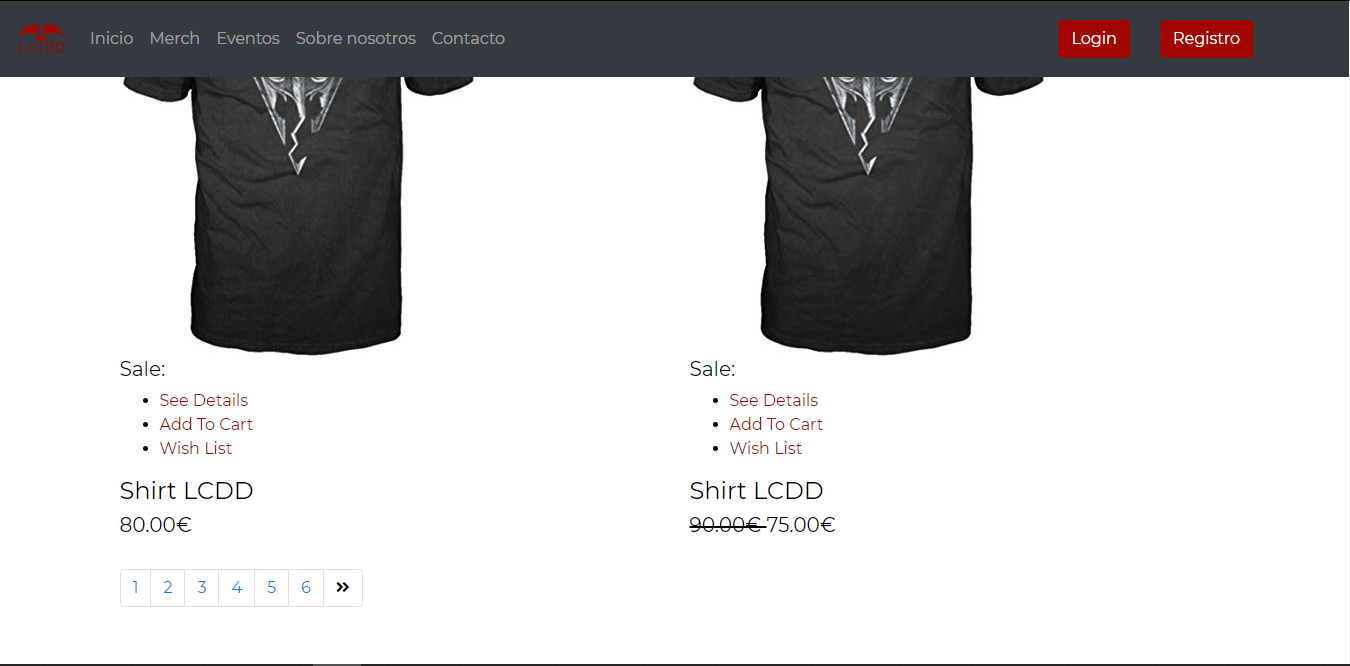 LCDD
Inicio Merch Eventos Sobre nosotros Contacto Login Registro
Sale:
See Details
Add To Cart
Wish List
Shirt LCDD
80.00€
Sale:
See Details
Add To Cart
Wish List
Shirt LCDD
90.00€ 75.00€
1 2 3 4 5 6 »